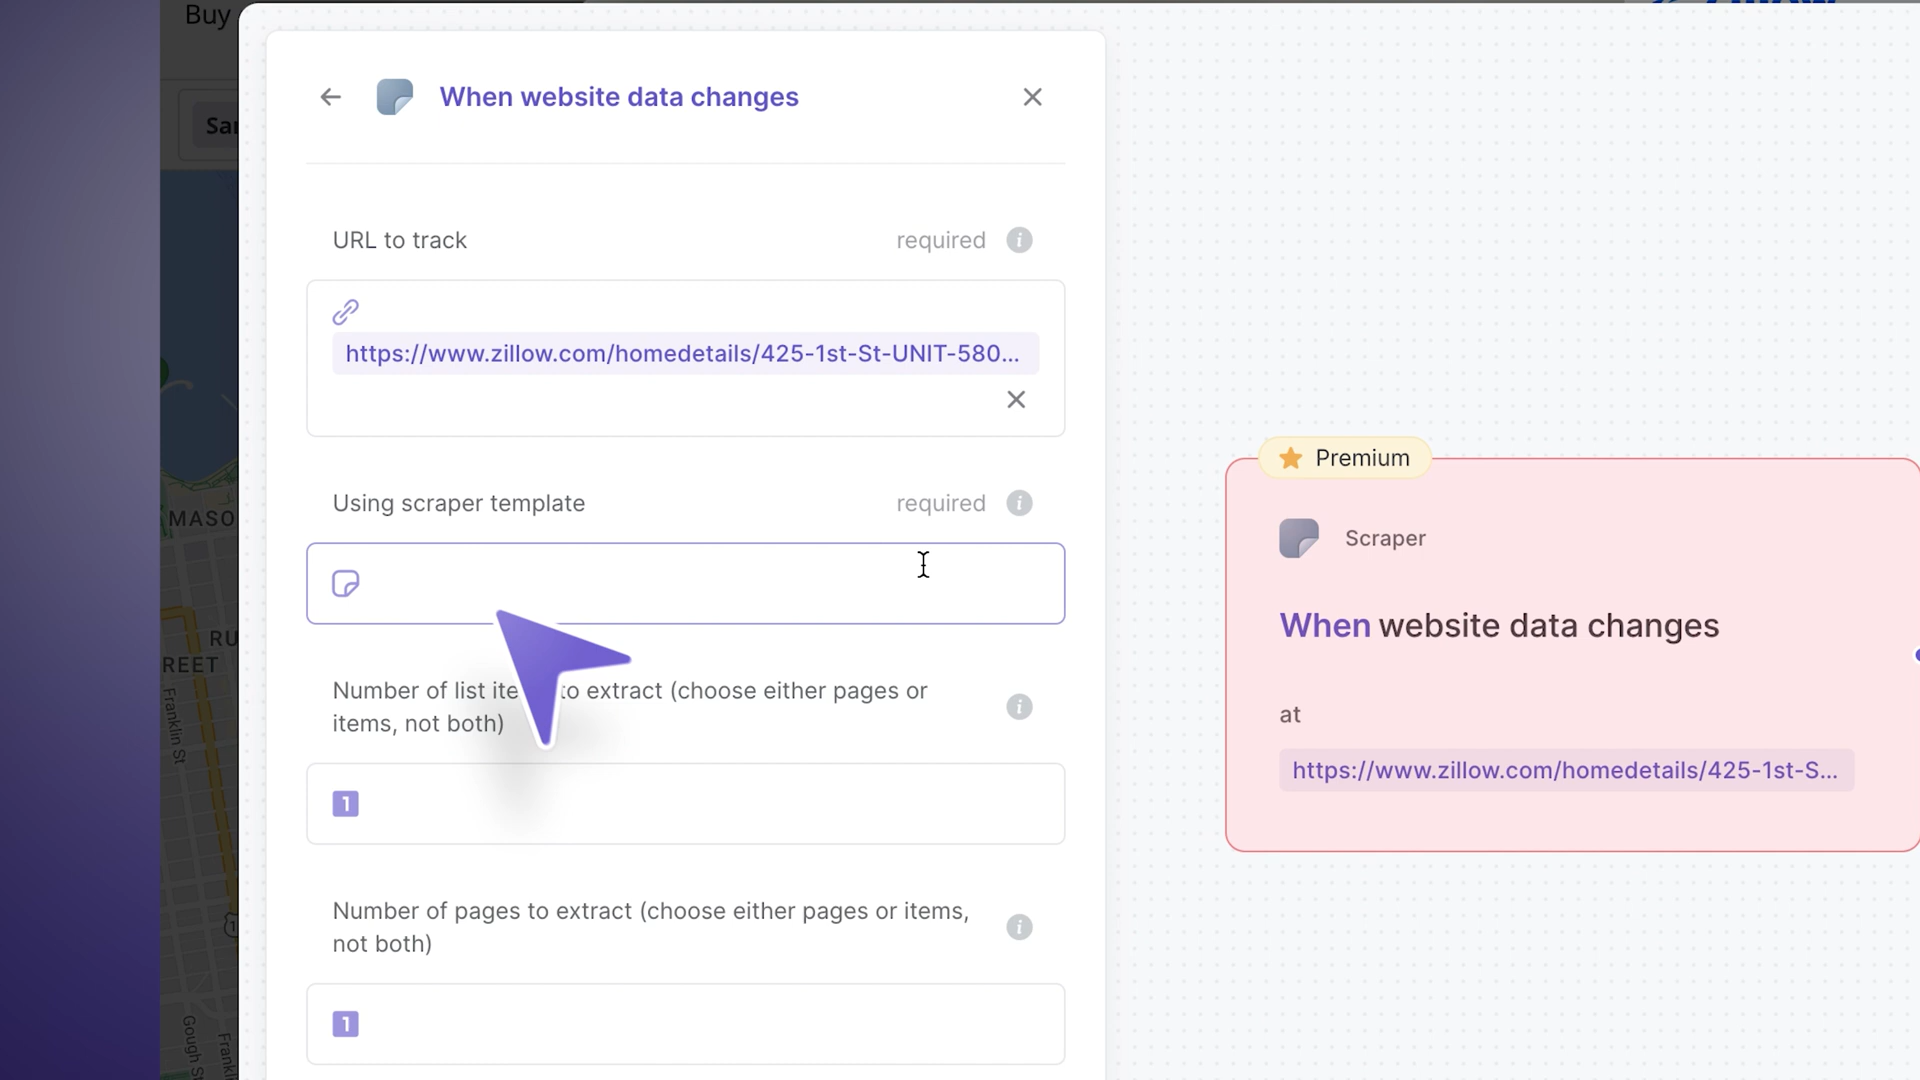 Buy
When website data changes
URL to track
required
https://www.zillow.com/homedetails/425-1st-St-UNIT-580...
Using scraper template
required
Number of list ite to extract (choose either pages or
items, not both)
1
Number of pages to extract (choose either pages or items,
not both)
1
Premium
Scraper
When website data changes
at
https://www.zillow.com/homedetails/425-1st-S...
San
MASO
RU
REET
Franklin St
Gough S
Frankl